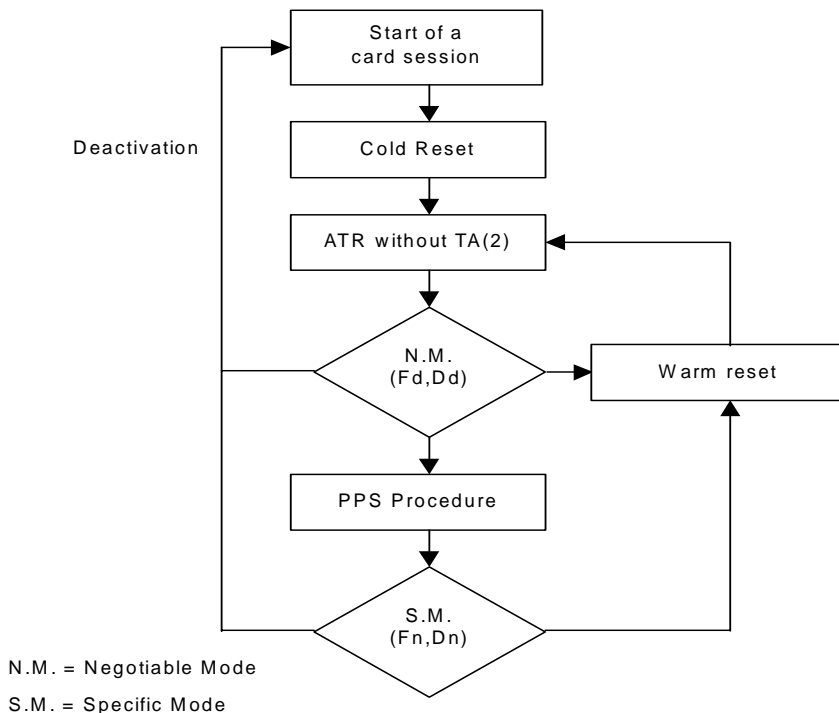 Start of a
card session
Deactivation
Cold Reset
ATR without TA(2)
N.M.
(Fd,Dd)
Warm reset
PPS Procedure
S.M.
(Fn,Dn)
N.M. = Negotiable Mode
S.M. = Specific Mode